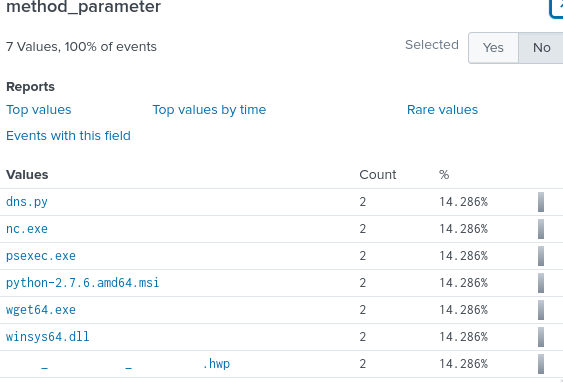 method_parameter
7 Values, 100% of events
Selected Yes No
Reports
Top values Top values by time Rare values
Events with this field
Values Count %
dns.py 2 14.286%
nc.exe 2 14.286%
psexec.exe 2 14.286%
python-2.7.6.amd64.msi 2 14.286%
wget64.exe 2 14.286%
winsys64.dll 2 14.286%
_ _ .hwp 2 14.286%